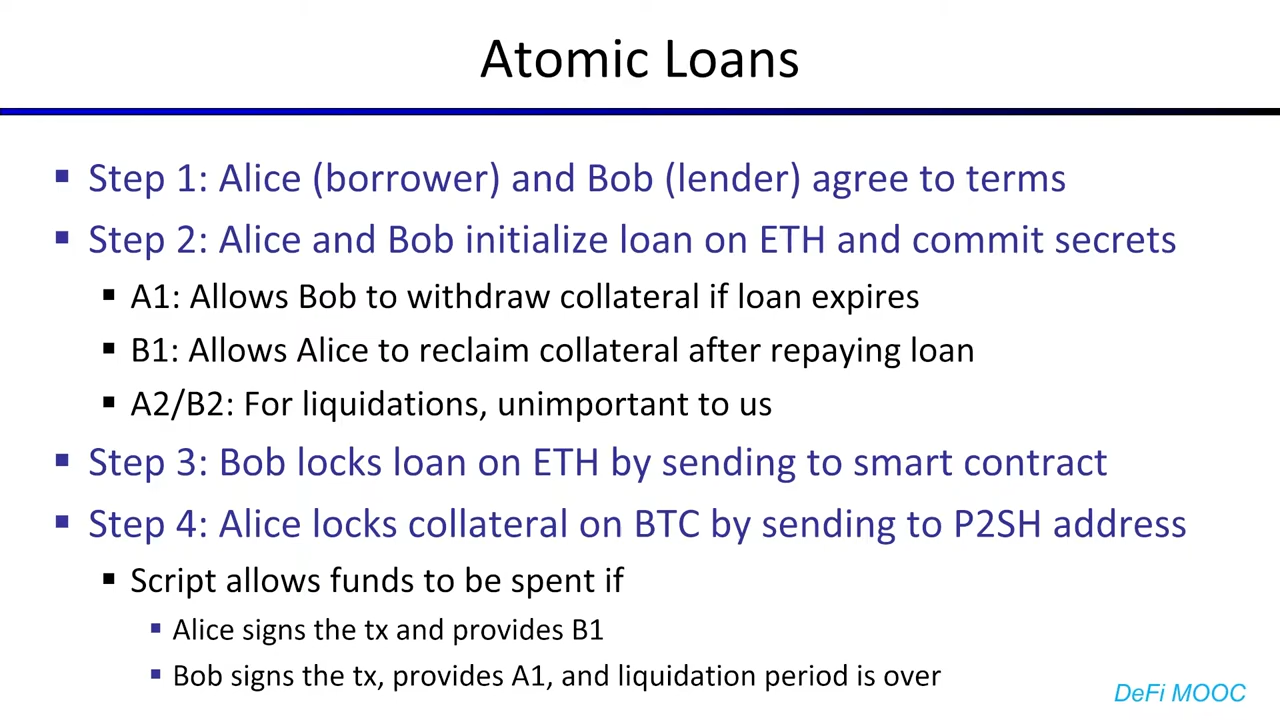 Atomic Loans
▪ Step 1: Alice (borrower) and Bob (lender) agree to terms
▪ Step 2: Alice and Bob initialize loan on ETH and commit secrets
▪ A1: Allows Bob to withdraw collateral if loan expires
▪ B1: Allows Alice to reclaim collateral after repaying loan
▪ A2/B2: For liquidations, unimportant to us
▪ Step 3: Bob locks loan on ETH by sending to smart contract
▪ Step 4: Alice locks collateral on BTC by sending to P2SH address
▪ Script allows funds to be spent if
▪ Alice signs the tx and provides B1
▪ Bob signs the tx, provides A1, and liquidation period is over
DeFi MOOC